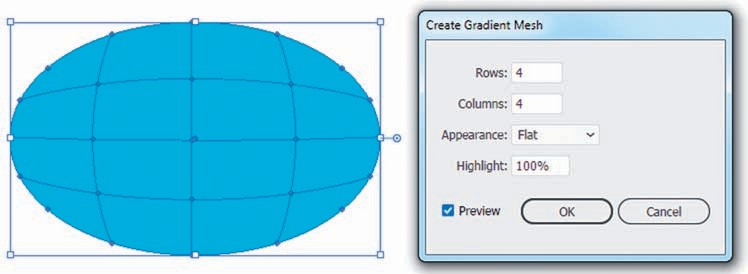 Create Gradient Mesh
Rows: 4
Columns: 4
Appearance: Flat
Highlight: 100%
Preview OK Cancel